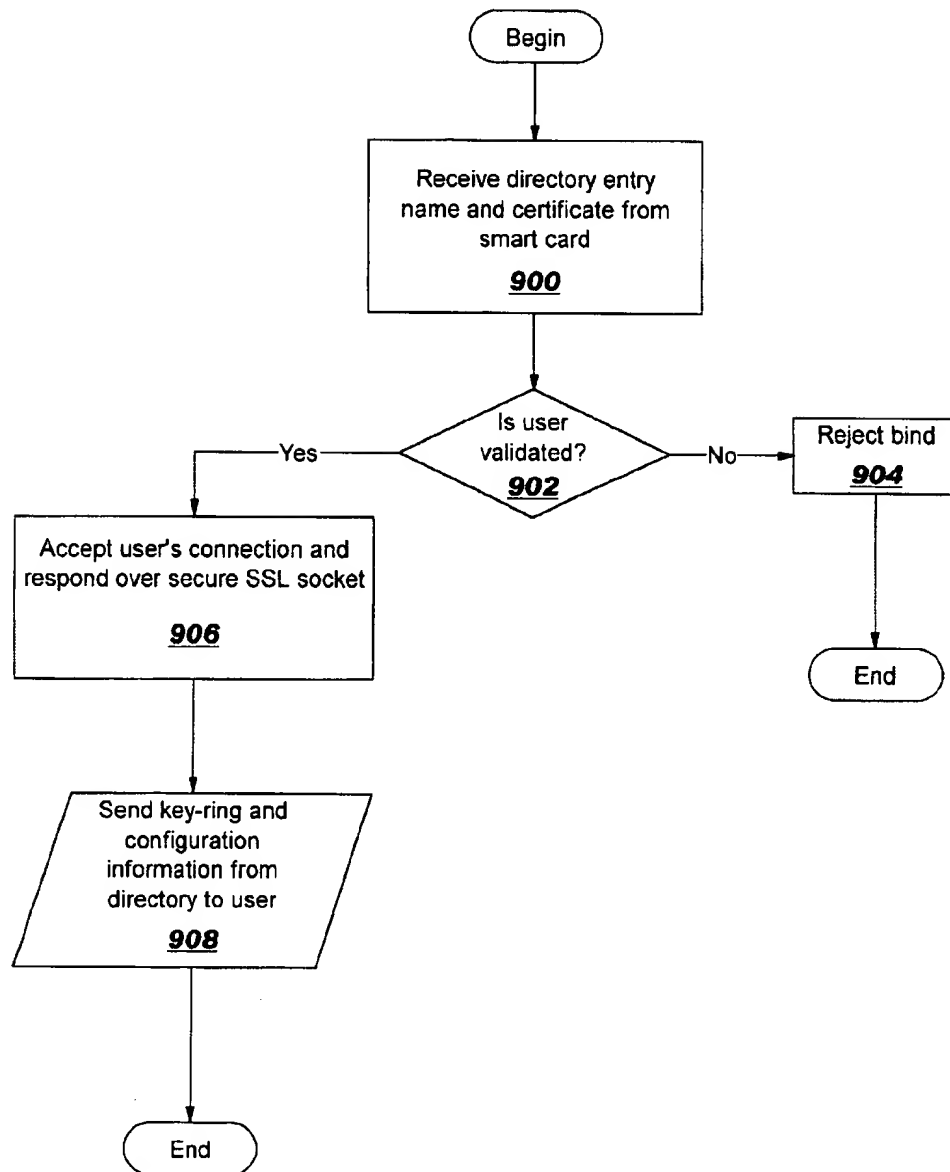 Begin
Receive directory entry
name and certificate from
smart card
900
Is user
validated?
902
Yes
No
Reject bind
904
End
Accept user's connection and
respond over secure SSL socket
906
Send key-ring and
configuration
information from
directory to user
908
End